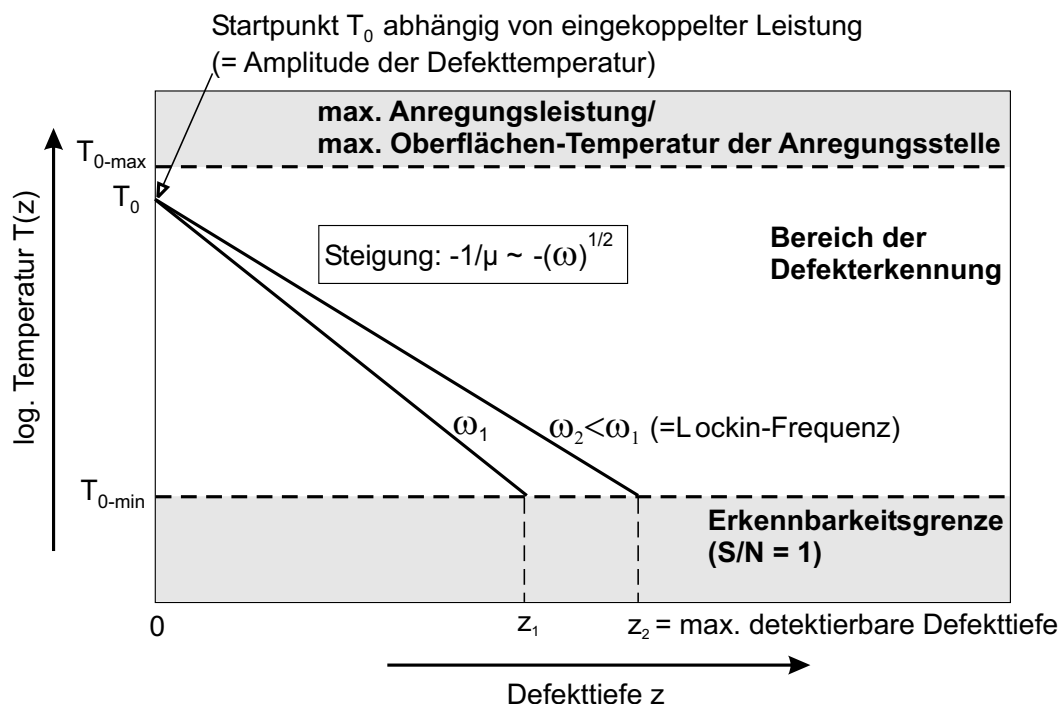 Startpunkt T₀ abhängig von eingekoppelter Leistung
(= Amplitude der Defekttemperatur)
max. Anregungsleistung/
max. Oberflächen-Temperatur der Anregungsstelle
T₀₋ₘₐₓ
T₀
log. Temperatur T(z)
Steigung: -1/µ ~ -(ω)^1/2
Bereich der
Defekterkennung
ω₁
ω₂<ω₁ (=Lockin-Frequenz)
T₀₋ₘᵢₙ
Erkennbarkeitsgrenze
(S/N = 1)
0
z₁
z₂ = max. detektierbare Defekttiefe
Defekttiefe z